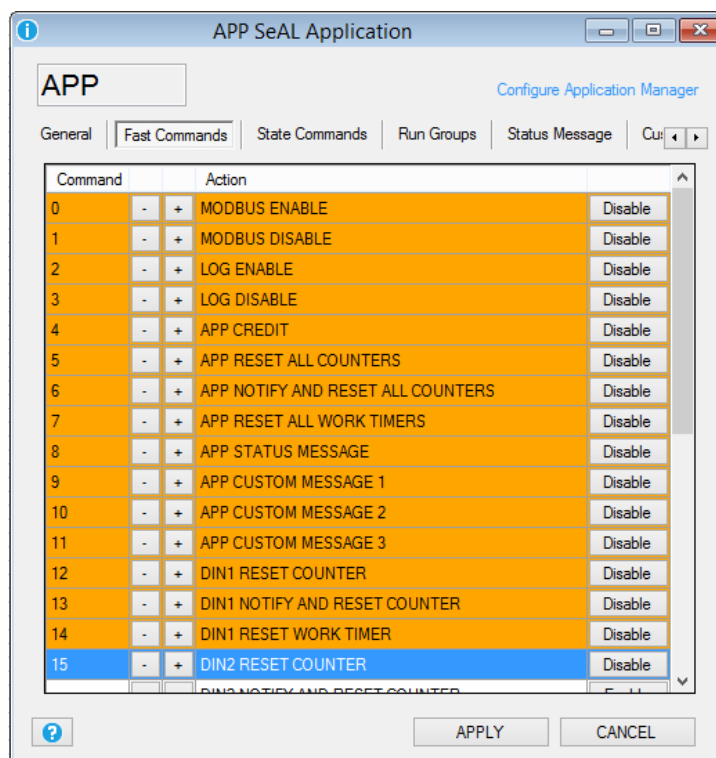 APP SeAL Application
APP
Configure Application Manager
General Fast Commands State Commands Run Groups Status Message
Command Action
0 - + MODBUS ENABLE Disable
1 - + MODBUS DISABLE Disable
2 - + LOG ENABLE Disable
3 - + LOG DISABLE Disable
4 - + APP CREDIT Disable
5 - + APP RESET ALL COUNTERS Disable
6 - + APP NOTIFY AND RESET ALL COUNTERS Disable
7 - + APP RESET ALL WORK TIMERS Disable
8 - + APP STATUS MESSAGE Disable
9 - + APP CUSTOM MESSAGE 1 Disable
10 - + APP CUSTOM MESSAGE 2 Disable
11 - + APP CUSTOM MESSAGE 3 Disable
12 - + DIN1 RESET COUNTER Disable
13 - + DIN1 NOTIFY AND RESET COUNTER Disable
14 - + DIN1 RESET WORK TIMER Disable
15 - + DIN2 RESET COUNTER Disable
DIN2 NOTIFY AND RESET COUNTER
APPLY CANCEL